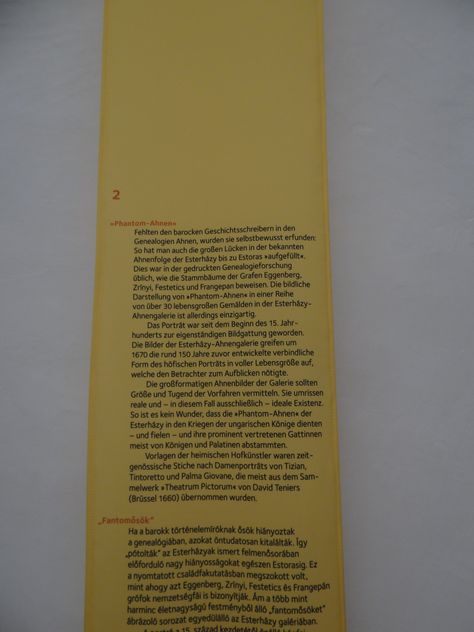 2
»Phantom-Ahnen«
Fehlten den barocken Geschichtsschreibern in den
Genealogien Ahnen, wurden sie selbstbewusst erfunden:
So hat man auch die großen Lücken in der bekannten
Ahnenfolge der Esterházy bis zu Estoras »aufgefüllt«.
Dies war in der gedruckten Genealogieforschung
üblich, wie die Stammbäume der Grafen Eggenberg,
Zrínyi, Festetics und Frangepan beweisen. Die bildliche
Darstellung von »Phantom-Ahnen« in einer Reihe
von über 30 lebensgroßen Gemälden in der Esterházy-
Ahnengalerie ist allerdings einzigartig.
Das Porträt war seit dem Beginn des 15. Jahr-
hunderts zur eigenständigen Bildgattung geworden.
Die Bilder der Esterházy-Ahnengalerie greifen um
1670 die rund 150 Jahre zuvor entwickelte verbindliche
Form des höfischen Porträts in voller Lebensgröße auf,
welche den Betrachter zum Aufblicken nötigte.
Die großformatigen Ahnenbilder der Galerie sollten
Größe und Tugend der Vorfahren vermitteln. Sie umrissen
reale und – in diesem Fall ausschließlich – ideale Existenz.
So ist es kein Wunder, dass die »Phantom-Ahnen« der
Esterházy in den Kriegen der ungarischen Könige dienten
– und fielen – und ihre prominent vertretenen Gattinnen
meist von Königen und Palatinen abstammten.
Vorlagen der heimischen Hofkünstler waren zeit-
genössische Stiche nach Damenporträts von Tizian,
Tintoretto und Palma Giovane, die meist aus dem Sam-
melwerk »Theatrum Pictorum« von David Teniers
(Brüssel 1660) übernommen wurden.
„Fantomősök"
Ha a barokk történelemíróknak ősök hiányoztak
a genealógiában, azokat öntudatosan kitalálták. Így
„pótolták" az Esterházyak ismert felmenősorában
előforduló nagy hiányosságokat egészen Estorasig. Ez
a nyomtatott családfakutatásban megszokott volt,
mint ahogy azt Eggenberg, Zrínyi, Festetics és Frangepán
grófok nemzetségfái is bizonyítják. Ám a több mint
harminc életnagyságú festményből álló „fantomősöket"
ábrázoló sorozat egyedülálló az Esterházy galériában.